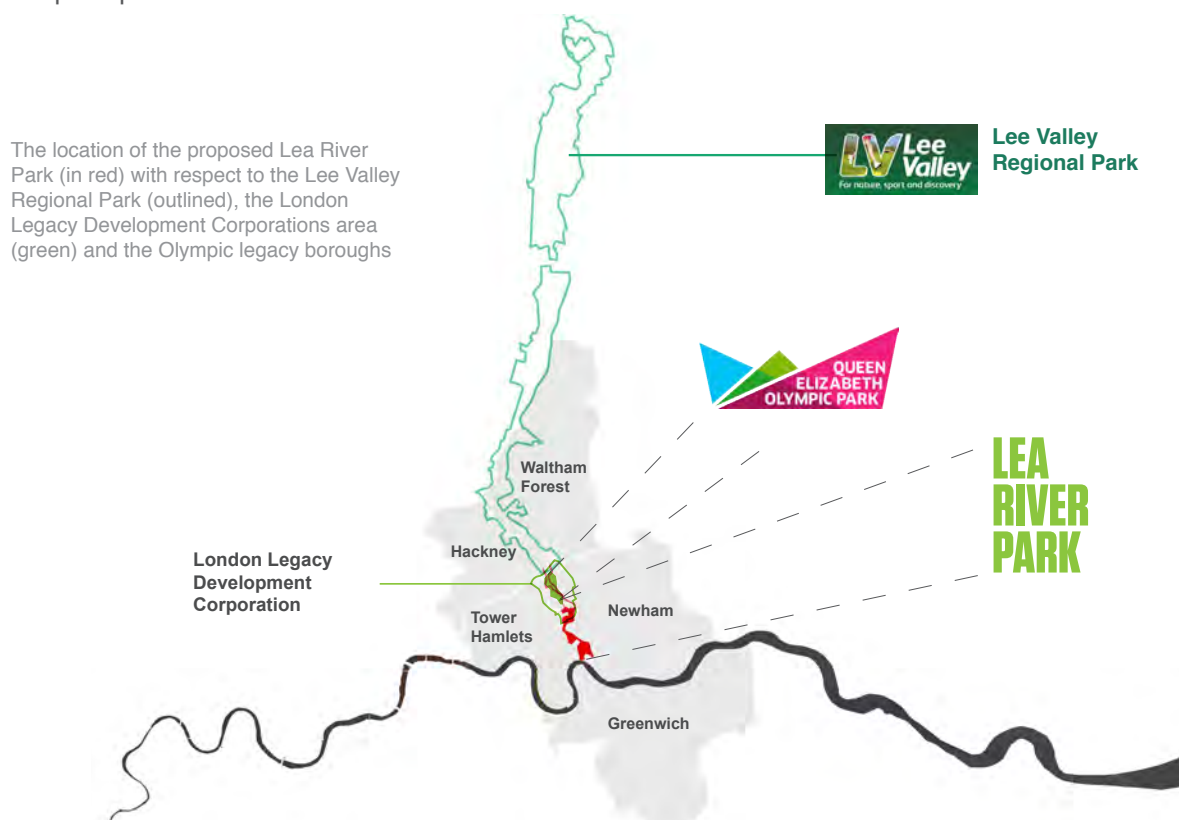 The location of the proposed Lea River
Park (in red) with respect to the Lee Valley
Regional Park (outlined), the London
Legacy Development Corporations area
(green) and the Olympic legacy boroughs
LV Lee
Valley
For nature, sport and discovery
Lee Valley
Regional Park
QUEEN
ELIZABETH
OLYMPIC PARK
LEA
RIVER
PARK
Waltham
Forest
Hackney
London Legacy
Development
Corporation
Tower
Hamlets
Newham
Greenwich